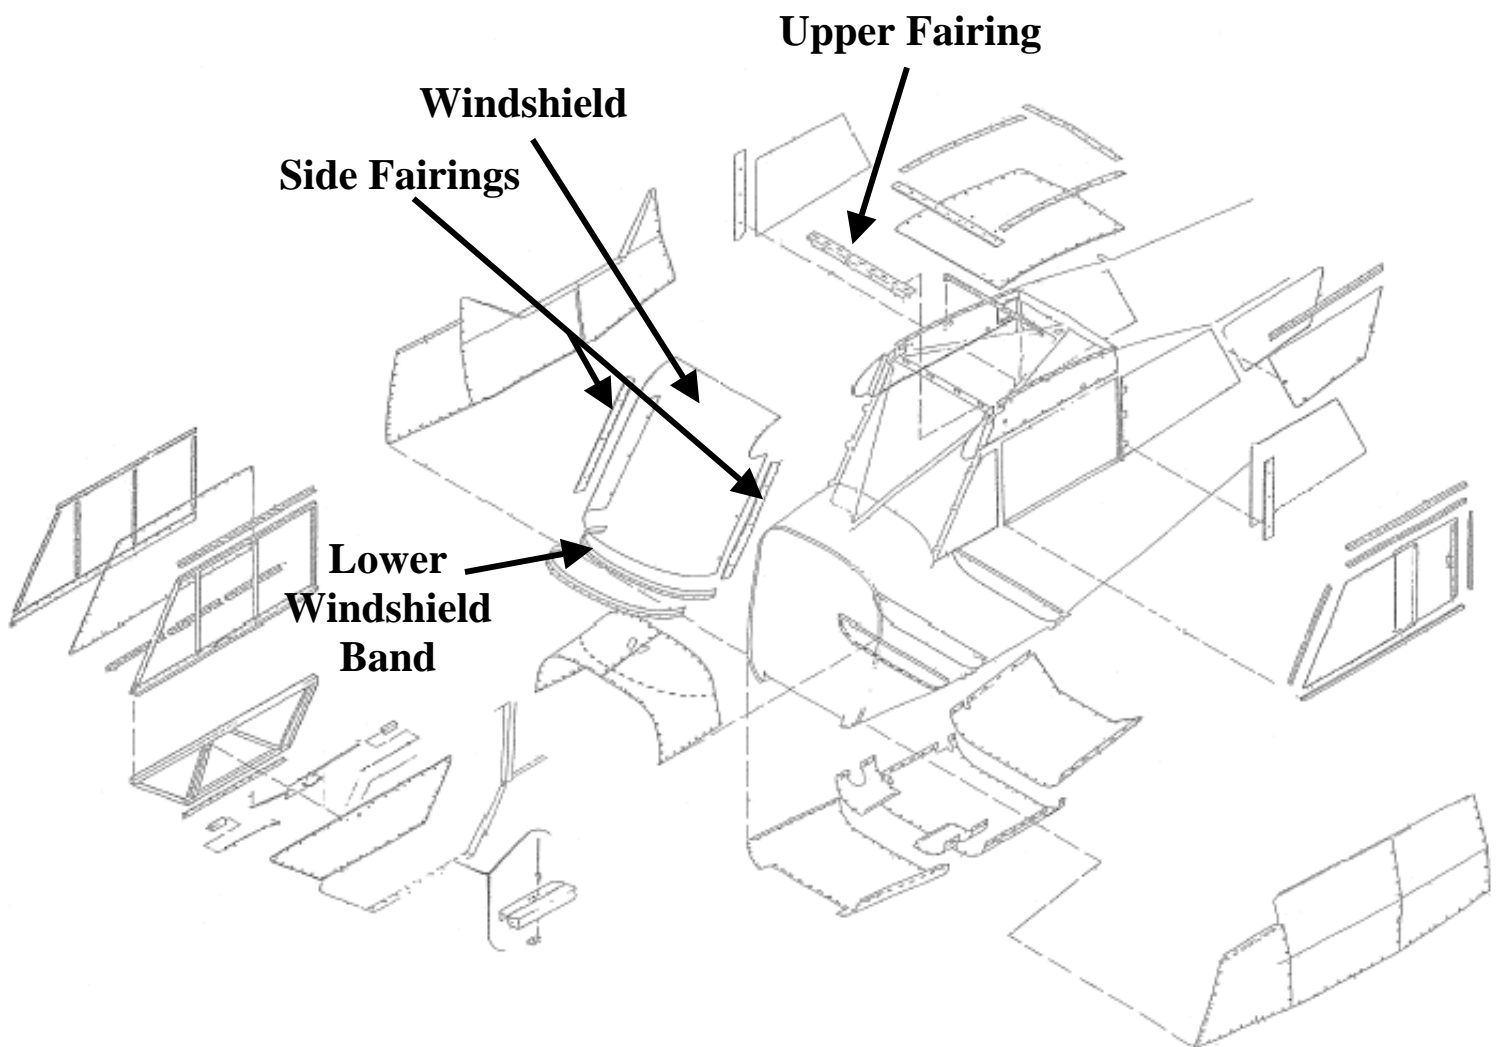 Upper Fairing
Windshield
Side Fairings
Lower
Windshield
Band